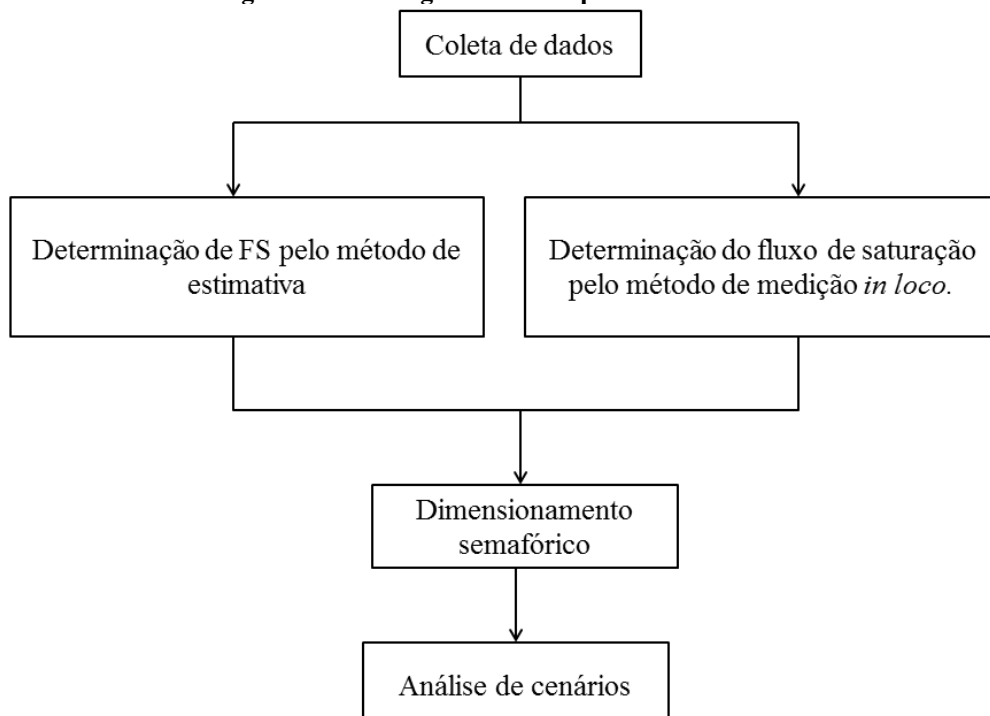 Coleta de dados
Determinação de FS pelo método de
estimativa
Determinação do fluxo de saturação
pelo método de medição in loco.
Dimensionamento
semafórico
Análise de cenários